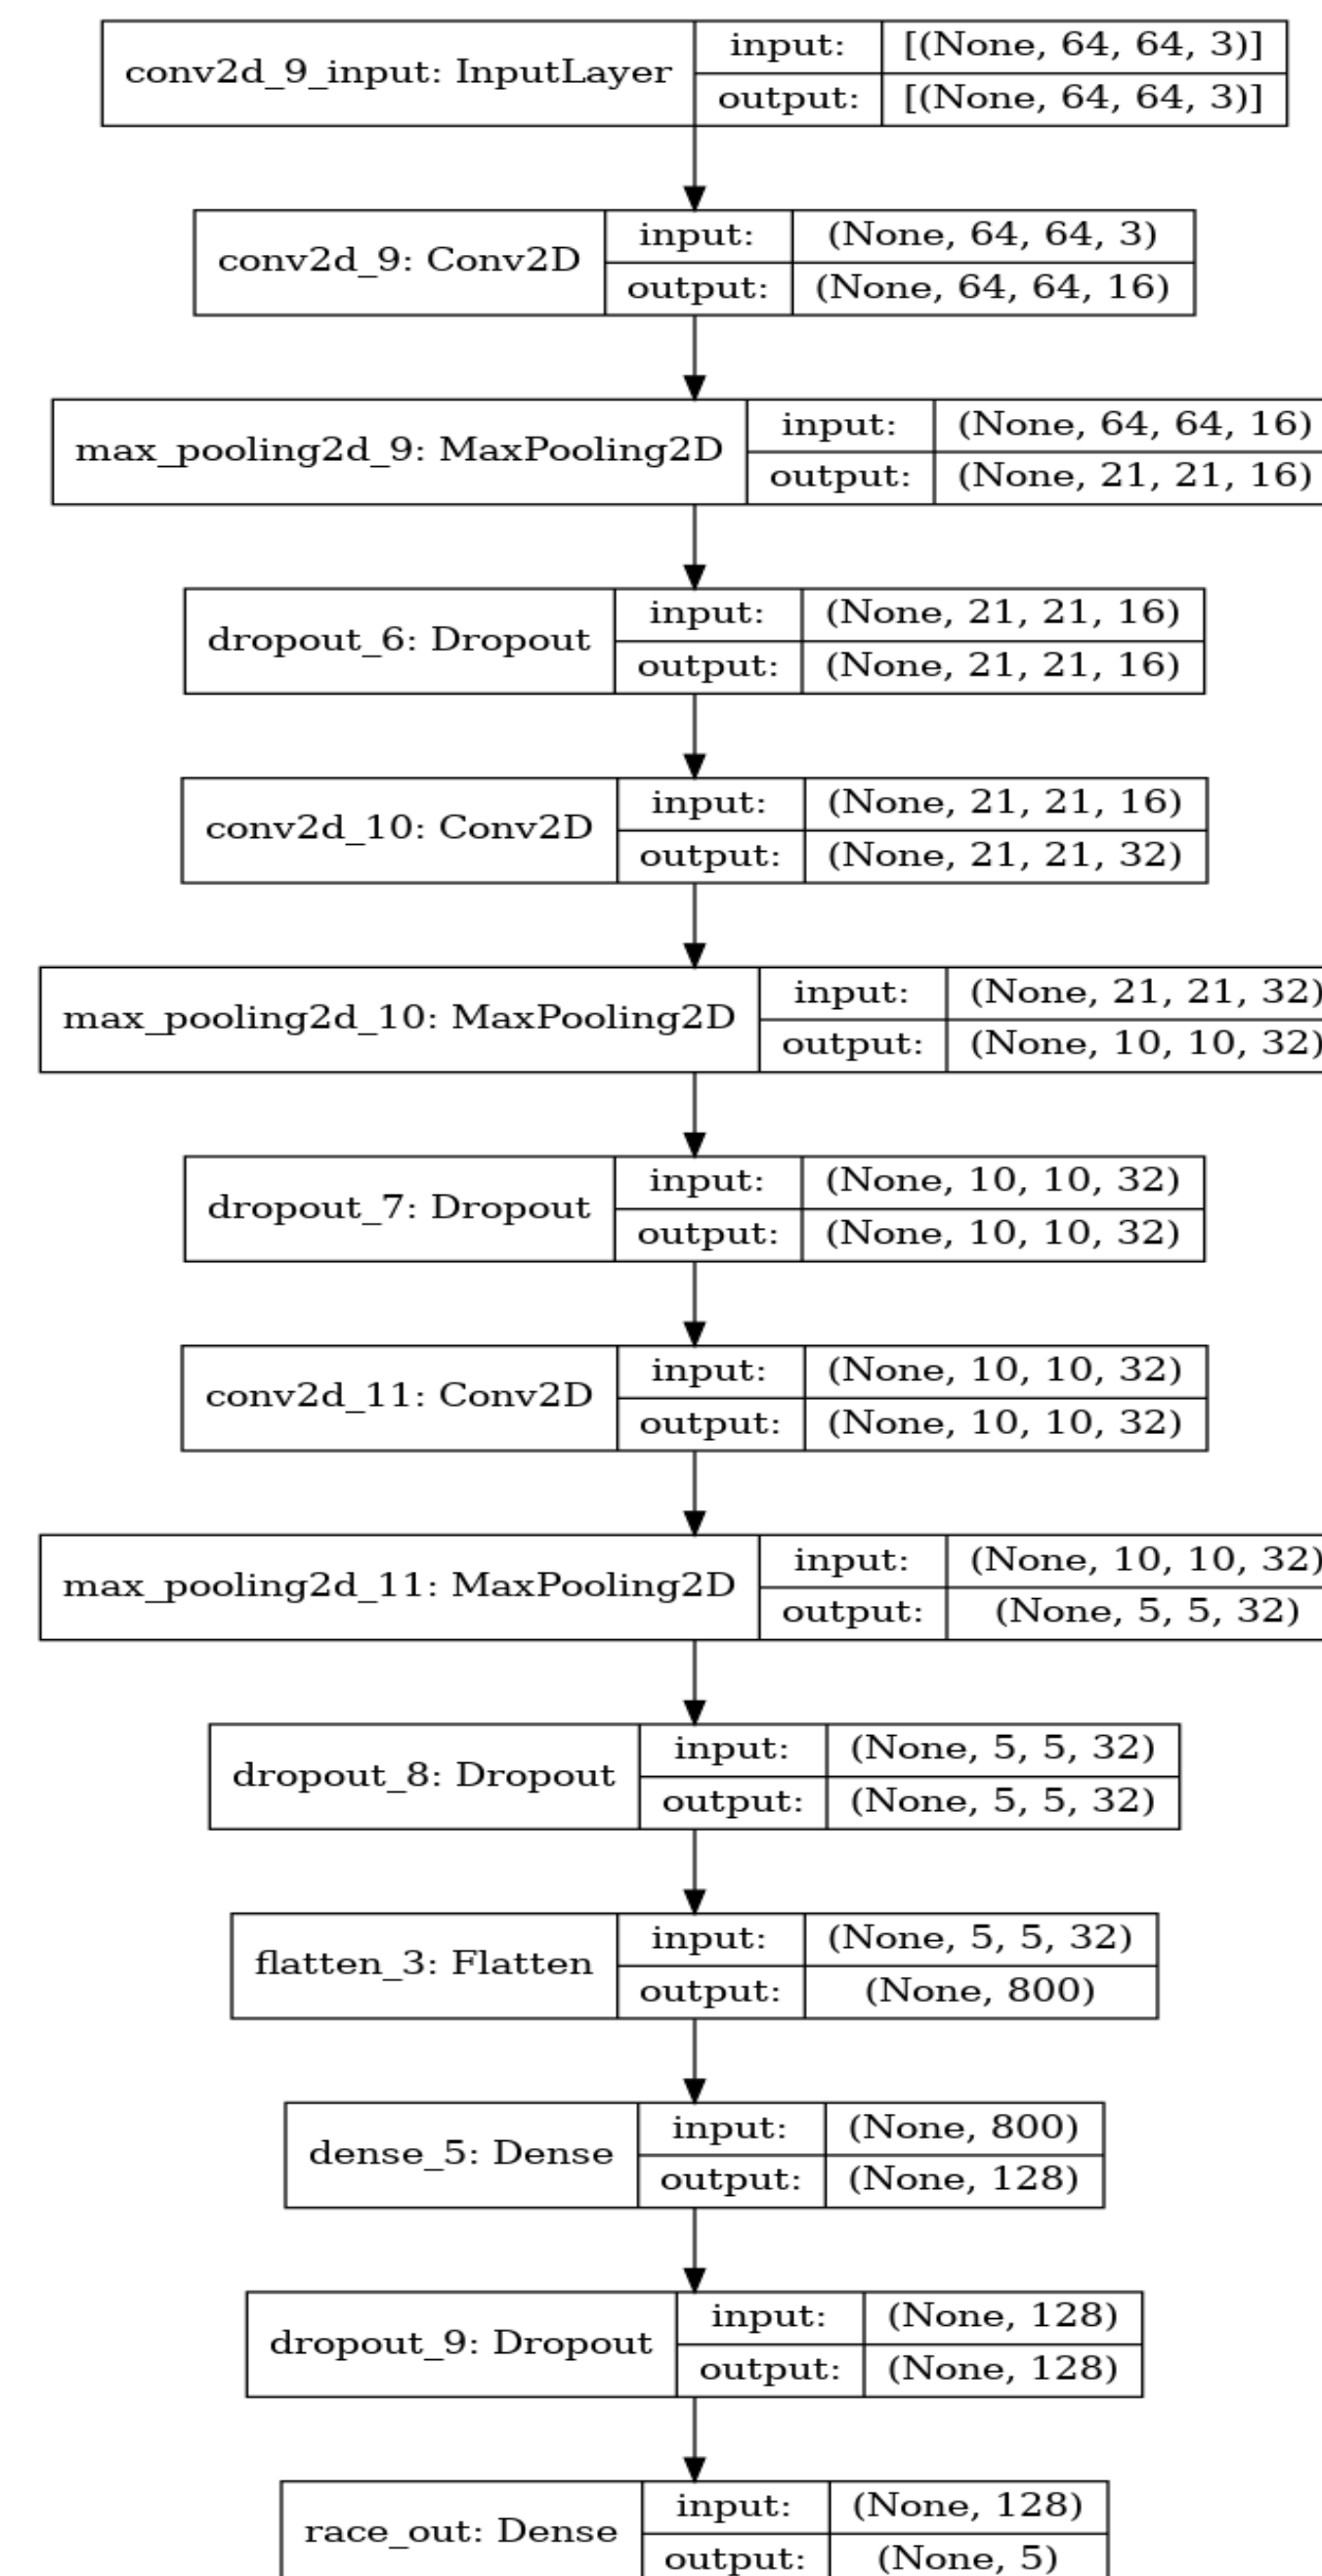 conv2d_9_input: InputLayer
input:
[(None, 64, 64, 3)]
output:
[(None, 64, 64, 3)]
conv2d_9: Conv2D
input:
(None, 64, 64, 3)
output:
(None, 64, 64, 16)
max_pooling2d_9: MaxPooling2D
input:
(None, 64, 64, 16)
output:
(None, 21, 21, 16)
dropout_6: Dropout
input:
(None, 21, 21, 16)
output:
(None, 21, 21, 16)
conv2d_10: Conv2D
input:
(None, 21, 21, 16)
output:
(None, 21, 21, 32)
max_pooling2d_10: MaxPooling2D
input:
(None, 21, 21, 32)
output:
(None, 10, 10, 32)
dropout_7: Dropout
input:
(None, 10, 10, 32)
output:
(None, 10, 10, 32)
conv2d_11: Conv2D
input:
(None, 10, 10, 32)
output:
(None, 10, 10, 32)
max_pooling2d_11: MaxPooling2D
input:
(None, 10, 10, 32)
output:
(None, 5, 5, 32)
dropout_8: Dropout
input:
(None, 5, 5, 32)
output:
(None, 5, 5, 32)
flatten_3: Flatten
input:
(None, 5, 5, 32)
output:
(None, 800)
dense_5: Dense
input:
(None, 800)
output:
(None, 128)
dropout_9: Dropout
input:
(None, 128)
output:
(None, 128)
race_out: Dense
input:
(None, 128)
output:
(None, 5)